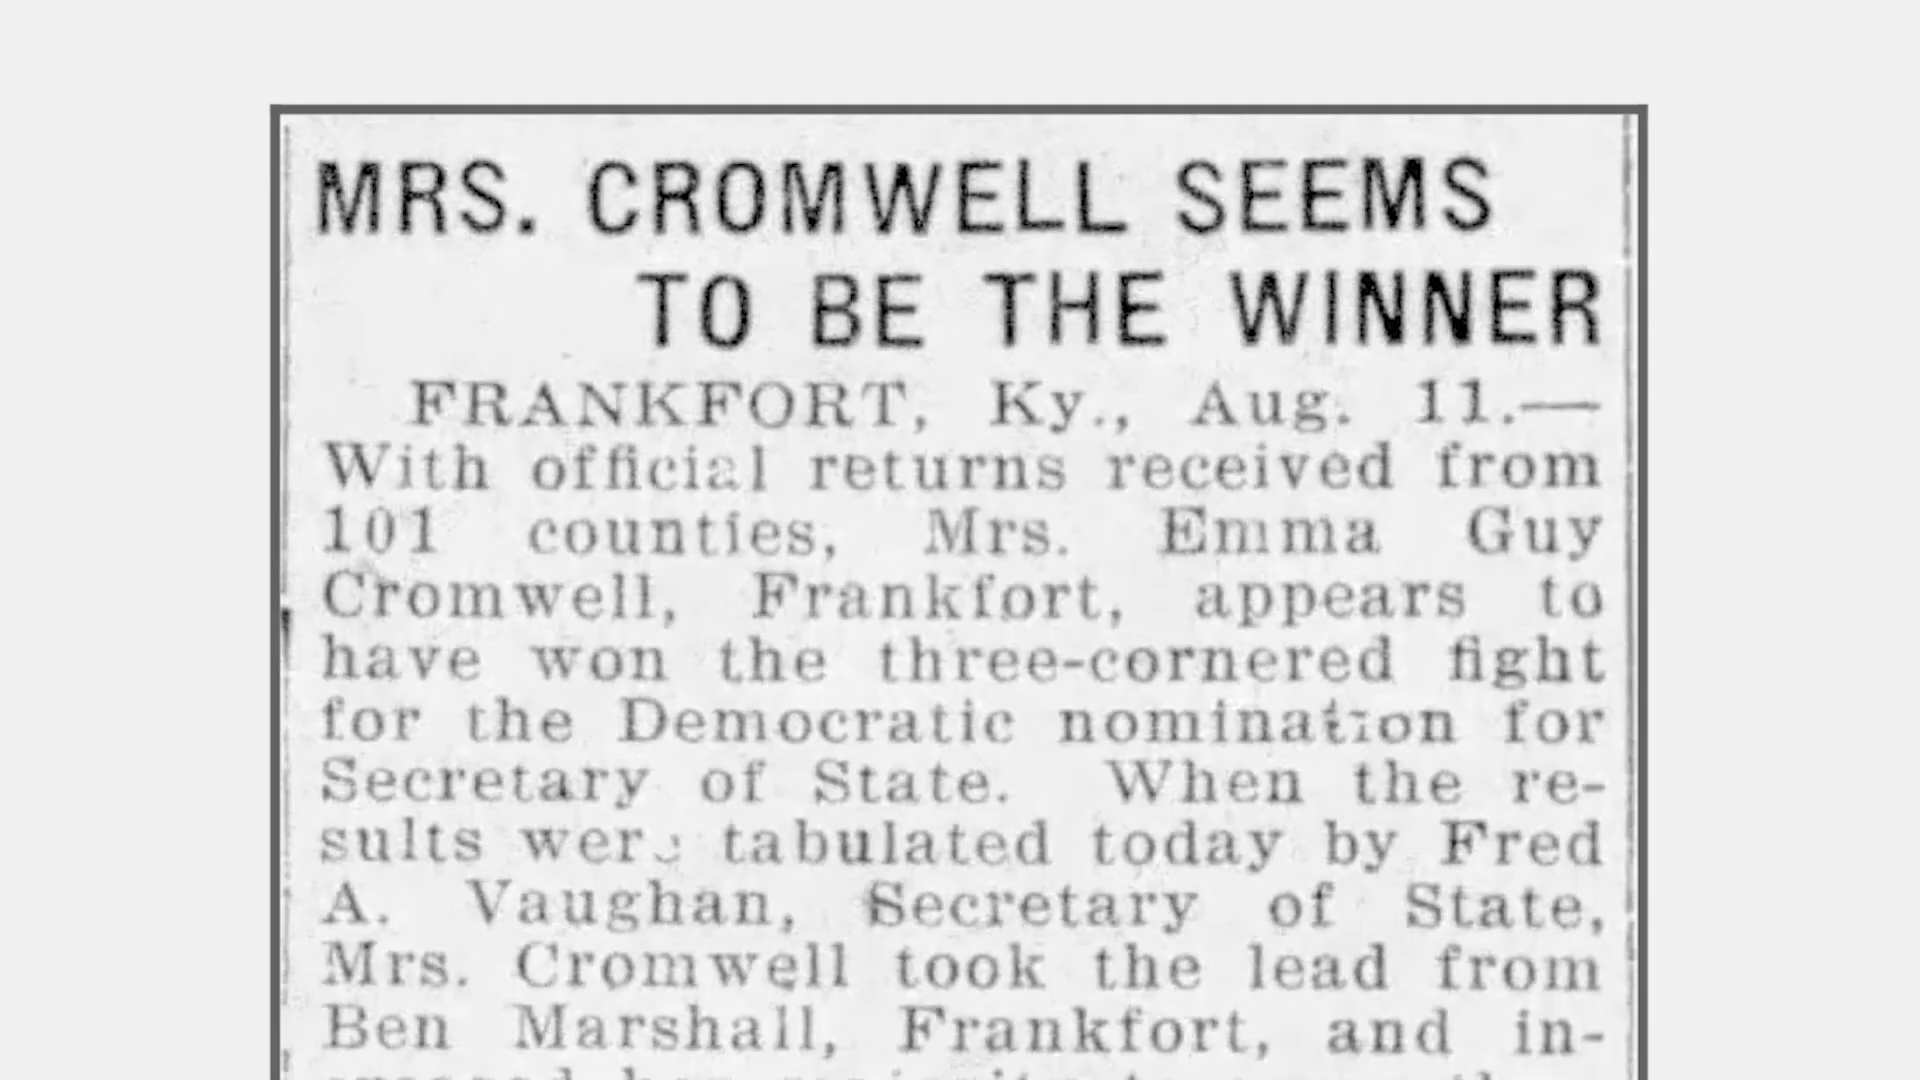 MRS. CROMWELL SEEMS
TO BE THE WINNER
FRANKFORT, Ky., Aug. 11.—
With official returns received from
101 counties, Mrs. Emma Guy
Cromwell, Frankfort, appears to
have won the three-cornered fight
for the Democratic nomination for
Secretary of State. When the re-
sults were tabulated today by Fred
A. Vaughan, Secretary of State,
Mrs. Cromwell took the lead from
Ben Marshall, Frankfort, and in-